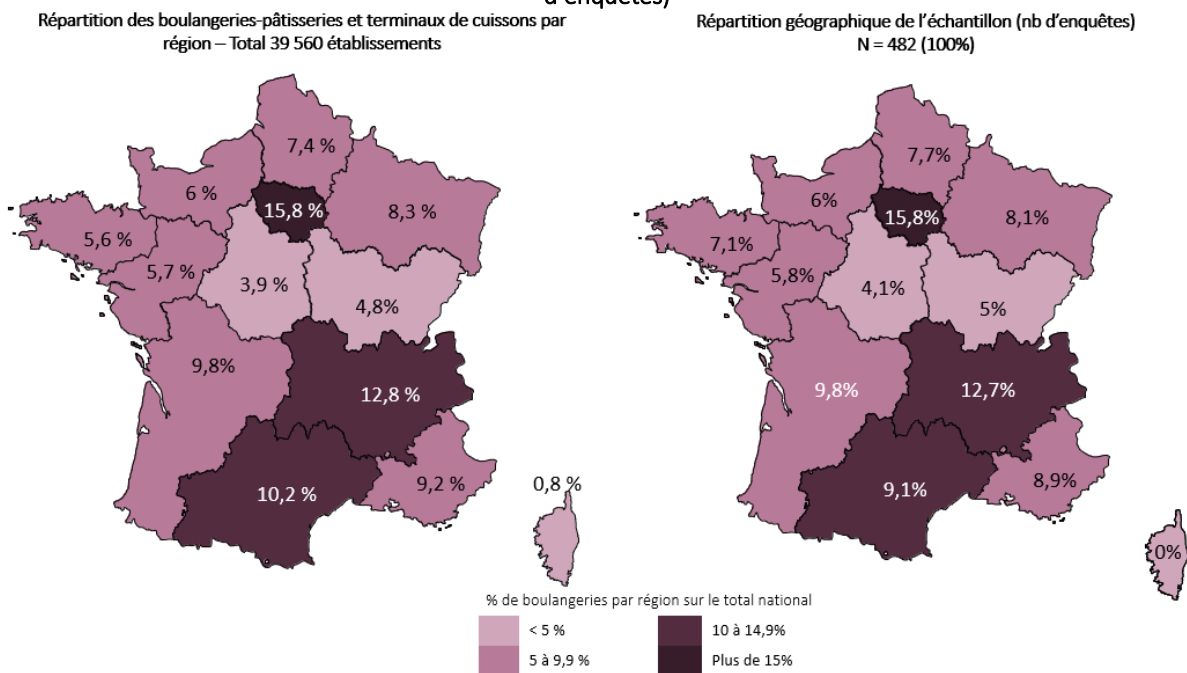 d'enquêtes)
Répartition des boulangeries-pâtisseries et terminaux de cuissons par
région – Total 39 560 établissements
7,4 %
6 %
15,8 %
8,3 %
5,6 %
5,7 %
3,9 %
4,8%
9,8%
12,8 %
10,2 %
9,2 %
0,8 %
Répartition géographique de l'échantillon (nb d'enquêtes)
N = 482 (100%)
7,7%
6%
15,8%
8,1%
7,1%
5,8%
4,1%
5%
9,8%
12,7%
9,1%
8,9%
0%
% de boulangeries par région sur le total national
< 5 %
5 à 9,9 %
10 à 14,9%
Plus de 15%